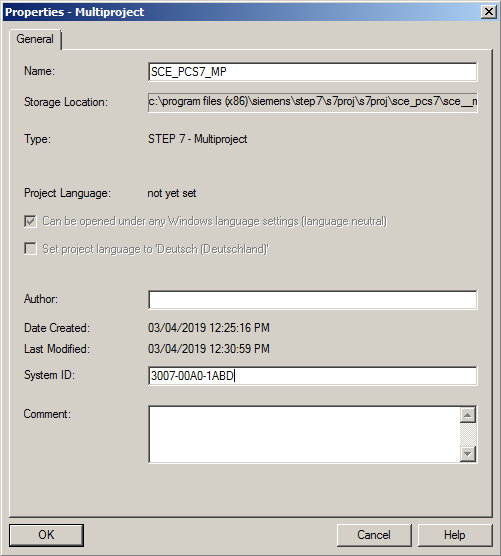 Properties - Multiproject
General
Name: SCE_PCS7_MP
Storage Location: c:\program files (x86)\siemens\step7\s7proj\s7proj\sce_pcs7\sce__m
Type: STEP 7 - Multiproject
Project Language: not yet set
Can be opened under any Windows language settings (language neutral)
Set project language to 'Deutsch (Deutschland)'
Author:
Date Created: 03/04/2019 12:25:16 PM
Last Modified: 03/04/2019 12:30:59 PM
System ID: 3007-00A0-1ABD
Comment:
OK Cancel Help